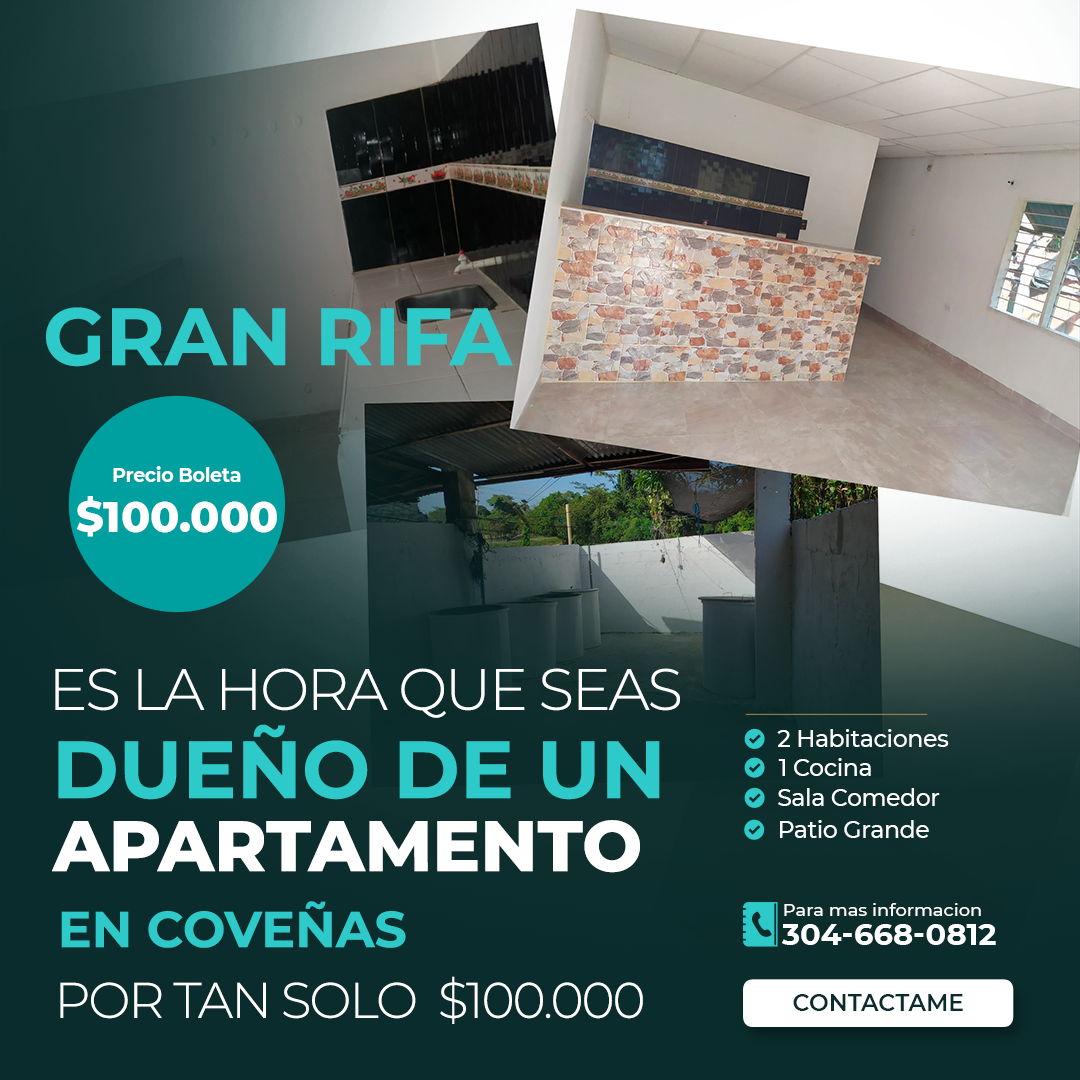 GRAN RIFA
Precio Boleta
$100.000
ES LA HORA QUE SEAS
DUEÑO DE UN
APARTAMENTO
EN COVEÑAS
POR TAN SOLO $100.000
2 Habitaciones
1 Cocina
Sala Comedor
Patio Grande
Para mas informacion
304-668-0812
CONTACTAME